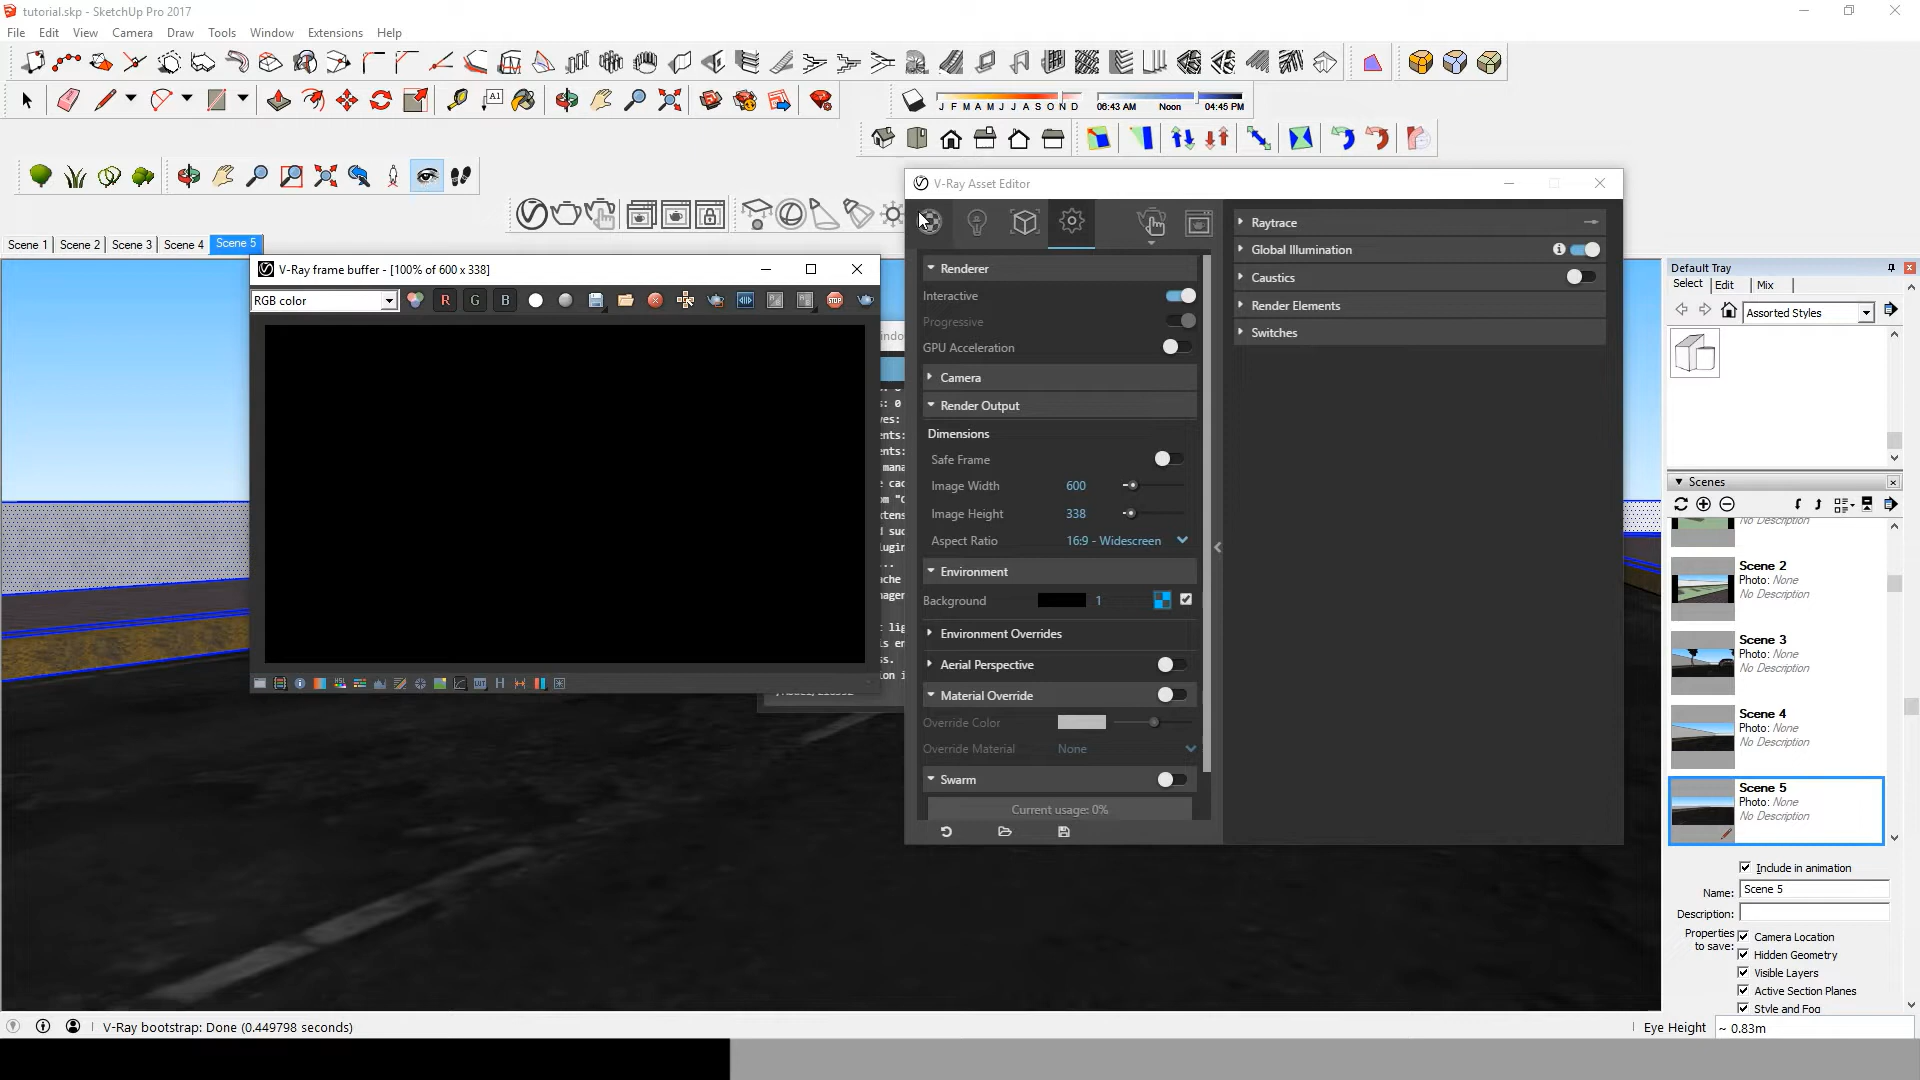 tutorial.skp - SketchUp Pro 2017
File Edit View Camera Draw Tools Window Extensions Help
A1
J F M A M J J A S O N D
06:43 AM Noon 04:45 PM
Scene 1 Scene 2 Scene 3 Scene 4 Scene 5
V-Ray frame buffer - [100% of 600 x 338]
RGB color
R G B
STOP
HSL
LUT
H
V-Ray Asset Editor
Renderer
Interactive
Progressive
GPU Acceleration
Camera
Render Output
Dimensions
Safe Frame
Image Width 600
Image Height 338
Aspect Ratio 16:9 - Widescreen
Environment
Background 1
Environment Overrides
Aerial Perspective
Material Override
Override Color
Override Material None
Swarm
Current usage: 0%
Raytrace
Global Illumination
Caustics
Render Elements
Switches
Default Tray
Select Edit Mix
Assorted Styles
Scenes
No Description
Scene 2
Photo: None
No Description
Scene 3
Photo: None
No Description
Scene 4
Photo: None
No Description
Scene 5
Photo: None
No Description
Include in animation
Name: Scene 5
Description:
Properties to save:
Camera Location
Hidden Geometry
Visible Layers
Active Section Planes
Style and Fog
V-Ray bootstrap: Done (0.449798 seconds)
Eye Height ~ 0.83m